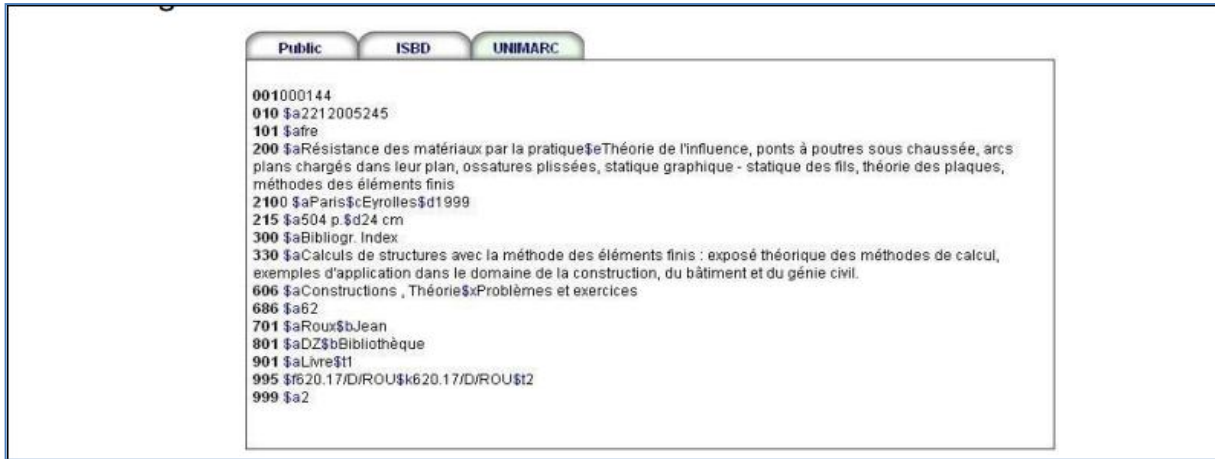 Public ISBD UNIMARC
001000144
010 $a2212005245
101 $afre
200 $aRésistance des matériaux par la pratique$eThéorie de l'influence, ponts à poutres sous chaussée, arcs
plans chargés dans leur plan, ossatures plissées, statique graphique - statique des fils, théorie des plaques,
méthodes des éléments finis
2100 $aParis$cEyrolles$d1999
215 $a504 p.$d24 cm
300 $aBibliogr. Index
330 $aCalculs de structures avec la méthode des éléments finis : exposé théorique des méthodes de calcul,
exemples d'application dans le domaine de la construction, du bâtiment et du génie civil.
606 $aConstructions , Théorie$xProblèmes et exercices
686 $a62
701 $aRoux$bJean
801 $aDZ$bBibliothèque
901 $aLivre$t1
995 $f620.17/D/ROU$k620.17/D/ROU$t2
999 $a2